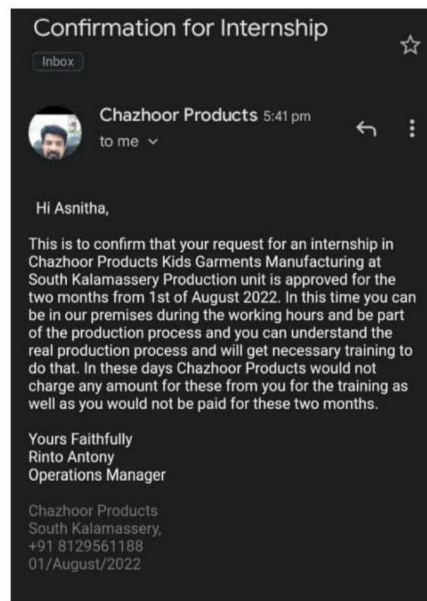 Confirmation for Internship
Inbox
Chazhoor Products 5:41 pm
to me
Hi Asnitha,
This is to confirm that your request for an internship in
Chazhoor Products Kids Garments Manufacturing at
South Kalamassery Production unit is approved for the
two months from 1st of August 2022. In this time you can
be in our premises during the working hours and be part
of the production process and you can understand the
real production process and will get necessary training to
do that. In these days Chazhoor Products would not
charge any amount for these from you for the training as
well as you would not be paid for these two months.
Yours Faithfully
Rinto Antony
Operations Manager
Chazhoor Products
South Kalamassery,
+91 8129561188
01/August/2022